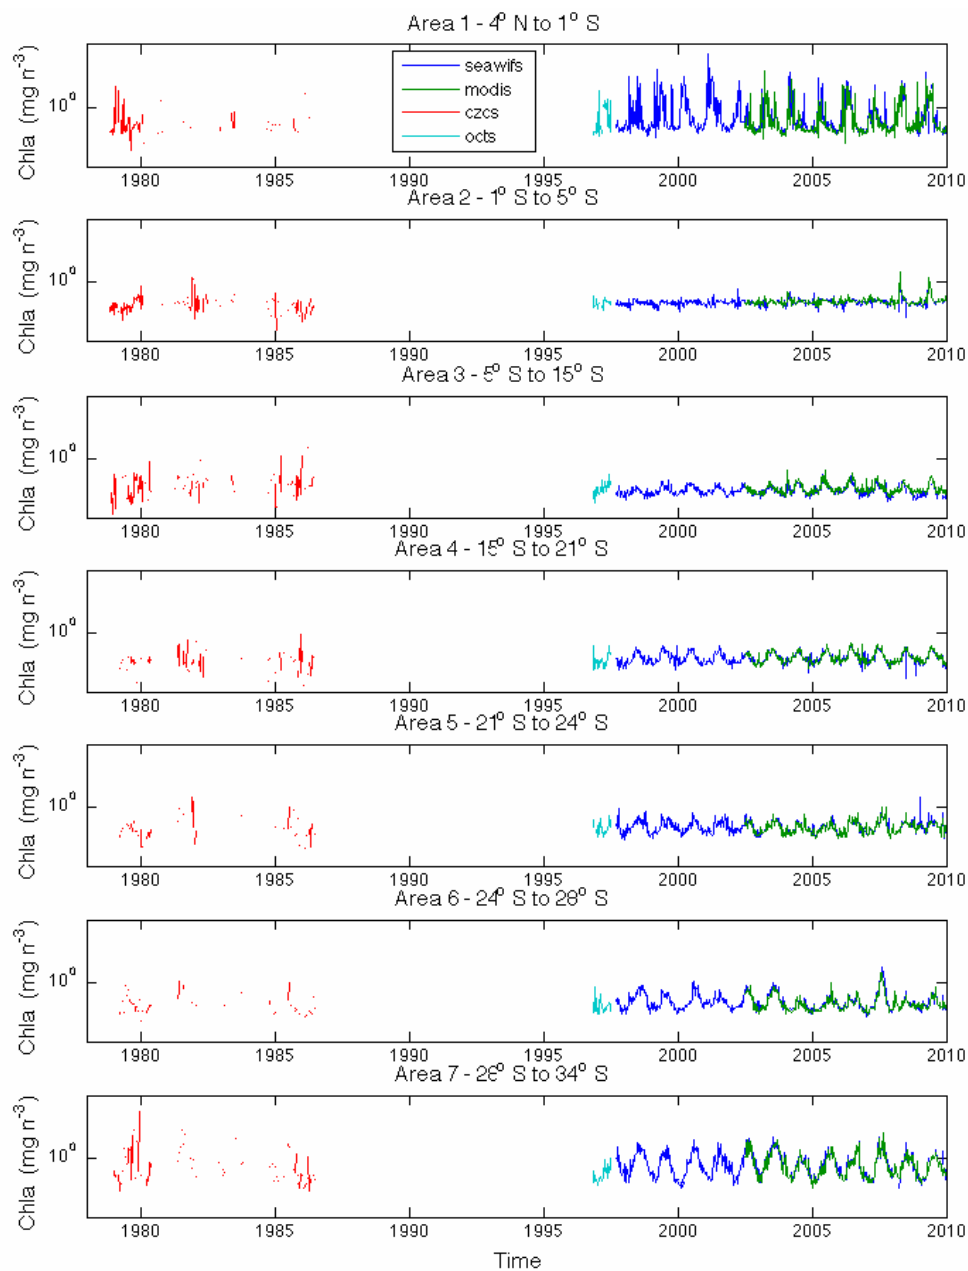 Area 1 - 4° N to 1° S
Chla (mg n⁻³)
10⁰
seawifs
modis
czcs
octs
1980 1985 1990 1995 2000 2005 2010
Area 2 - 1° S to 5° S
Chla (mg n⁻³)
10⁰
1980 1985 1990 1995 2000 2005 2010
Area 3 - 5° S to 15° S
Chla (mg n⁻³)
10⁰
1980 1985 1990 1995 2000 2005 2010
Area 4 - 15° S to 21° S
Chla (mg n⁻³)
10⁰
1980 1985 1990 1995 2000 2005 2010
Area 5 - 21° S to 24° S
Chla (mg n⁻³)
10⁰
1980 1985 1990 1995 2000 2005 2010
Area 6 - 24° S to 28° S
Chla (mg n⁻³)
10⁰
1980 1985 1990 1995 2000 2005 2010
Area 7 - 28° S to 34° S
Chla (mg n⁻³)
10⁰
1980 1985 1990 1995 2000 2005 2010
Time